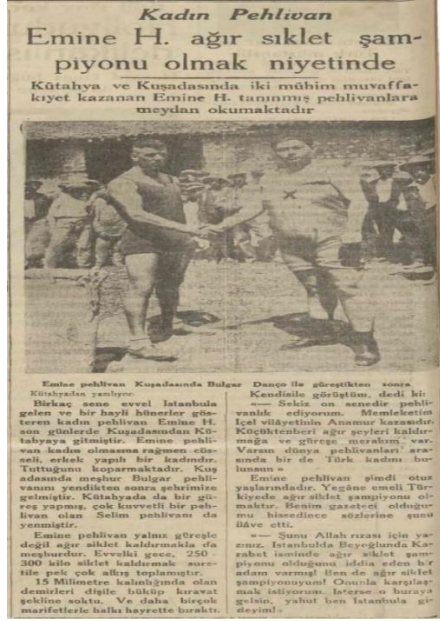 Kadın Pehlivan
Emine H. ağır sıklet şam-
piyonu olmak niyetinde
Kütahya ve Kuşadasında iki mühim muvaffa-
kıyet kazanan Emine H. tanınmış pehlivanlara
meydan okumaktadır
Emine pehlivan Kuşadasında Bulgar Danço ile güreştikten sonra
Kütahyadan yazılıyor:
Birkaç sene evvel İstanbula
gelen ve bir hayli hünerler gös-
teren kadın pehlivan Emine H.
son günlerde Kuşadasından Kü-
tahyaya gitmiştir. Emine pehli-
van kadın olmasına rağmen cüs-
seli, erkek yapılı bir kadındır.
Tuttuğunu koparmaktadır. Kuş
adasında meşhur Bulgar pehli-
vanını yendikten sonra şehrimize
gelmiştir. Kütahyada da bir gü-
reş yapmış, çok kuvvetli bir peh-
livan olan Selim pehlivanı da
yenmiştir.
Emine pehlivan yalnız güreşle
değil ağır sıklet kaldırmakla da
meşhurdur. Evvelki gece, 250 -
300 kilo sıklet kaldırmak sure-
tile pek çok alkış toplamıştır.
15 Milimetre kalınlığında olan
demirleri dişile büküp kıravat
şekline soktu. Ve daha birçok
marifetlerle halkı hayrette bıraktı.
Kendisile görüştüm, dedi ki:
«— Sekiz on senedir pehli-
vanlık ediyorum. Memleketim
İçel vilâyetinin Anamur kazasıdır.
Küçüktenberi ağır şeyleri kaldır-
mağa ve güreşe merakım var.
Varsın dünya pehlivanları ara-
sında bir de Türk kadını bu-
lunsun »
Emine pehlivan şimdi otuz
yaşlarındadır. Yegâne emeli Tür-
kiyede ağır siklet şampiyonu ol-
maktır. Benim gazeteci olduğu-
mu hissedince sözlerine şunu
ilâve etti.
«— Şunu Allah rızası için ya-
zınız. İstanbulda Beyoğlunda Ka-
rabet isminde ağır sıklet şam-
piyonu olduğunu iddia eden bir
adam varmış! Ben de ağır sıklet
şampiyonuyum! Onunla karşılaş-
mak istiyorum. İsterse o buraya
gelsin, yahut ben İstanbula gi-
deyim!»